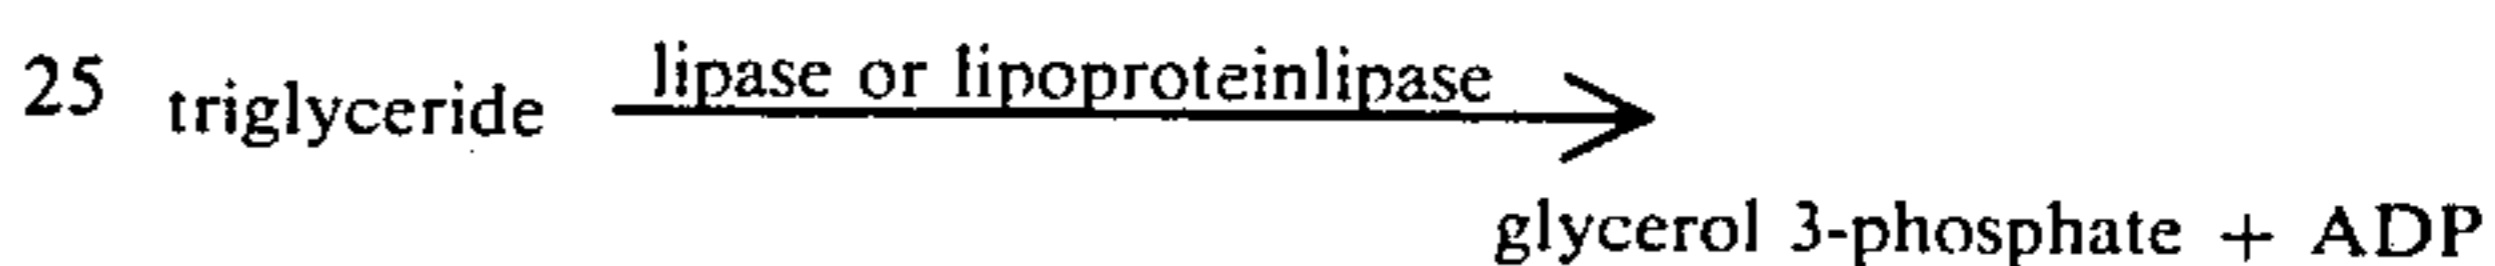 25 triglyceride lipase or lipoproteinlipase
glycerol 3-phosphate + ADP